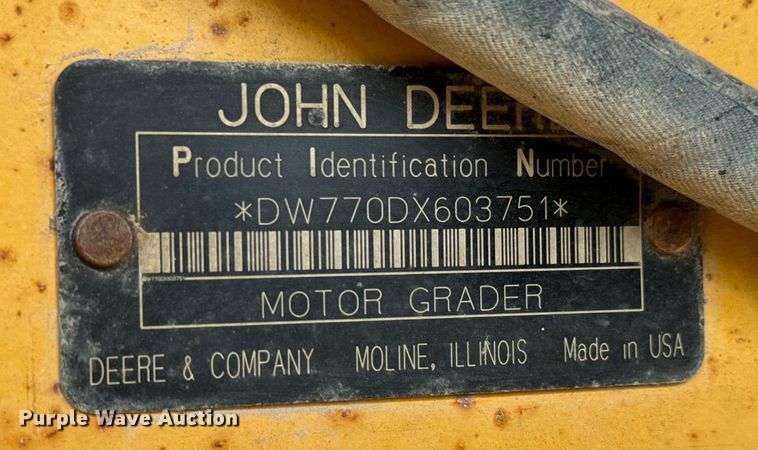 JOHN DEERE
Product Identification Number
*DW770DX603751*
MOTOR GRADER
DEERE & COMPANY MOLINE, ILLINOIS Made in USA
Purple Wave Auction